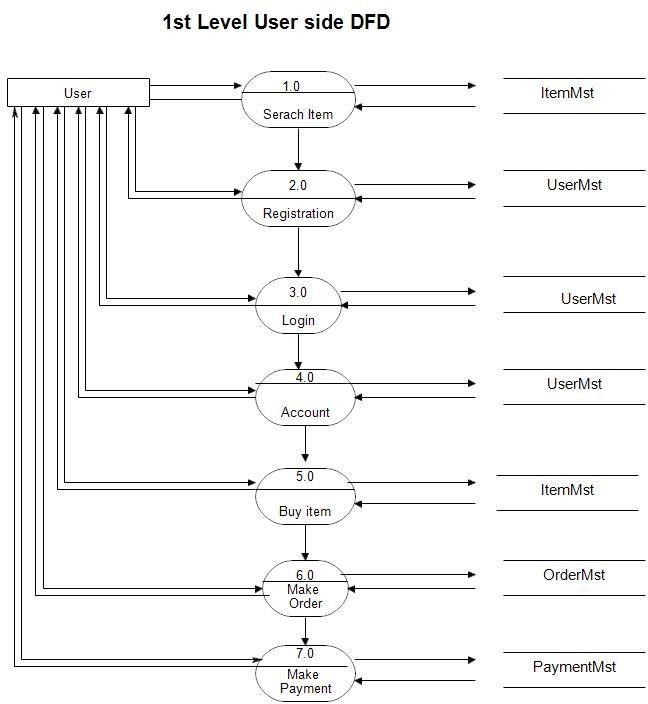 1st Level User side DFD
User
1.0
Serach Item
ItemMst
2.0
Registration
UserMst
3.0
Login
UserMst
4.0
Account
UserMst
5.0
Buy item
ItemMst
6.0
Make
Order
OrderMst
7.0
Make
Payment
PaymentMst